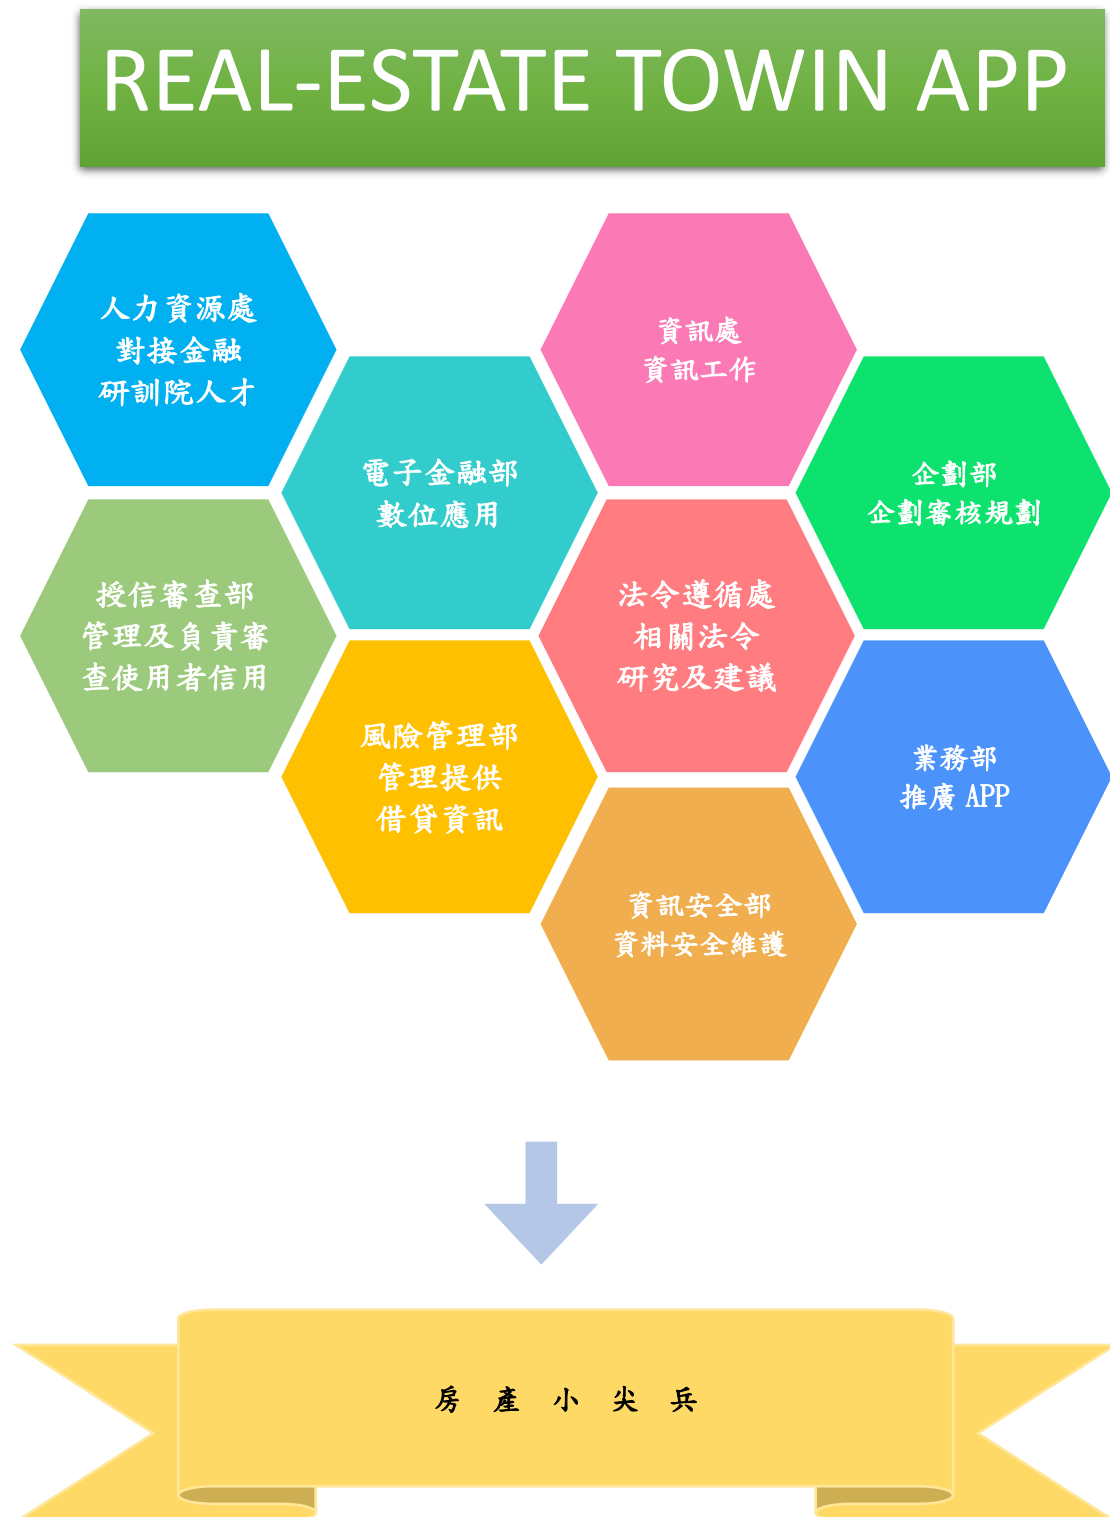 REAL-ESTATE TOWIN APP
人力資源處
對接金融
研訓院人才
資訊處
資訊工作
電子金融部
數位應用
企劃部
企劃審核規劃
授信審查部
管理及負責審
查使用者信用
法令遵循處
相關法令
研究及建議
風險管理部
管理提供
借貸資訊
業務部
推廣 APP
資訊安全部
資料安全維護
房 產 小 尖 兵